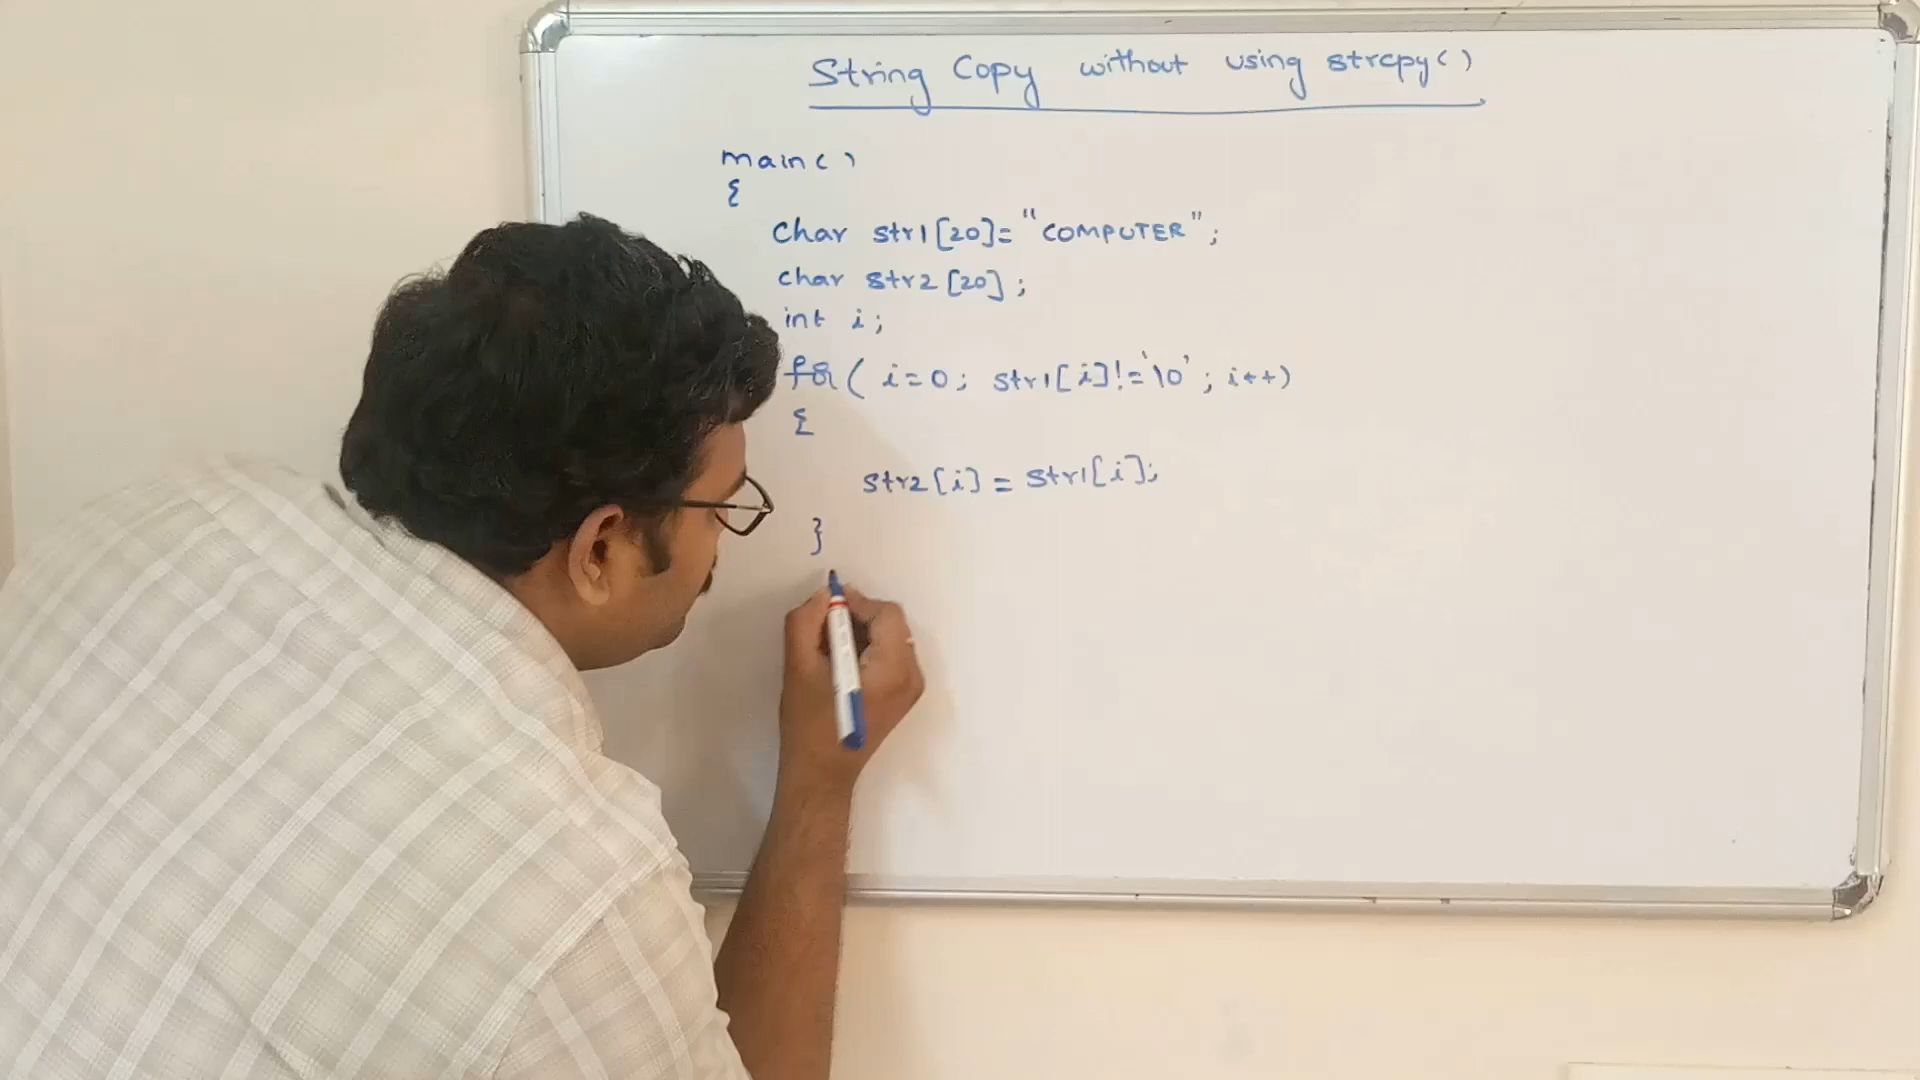 String Copy without using strcpy()
main()
{
char str1[20]="COMPUTER";
char str2[20];
int i;
for( i=0; str1[i]!='\0'; i++)
{
str2[i] = str1[i];
}